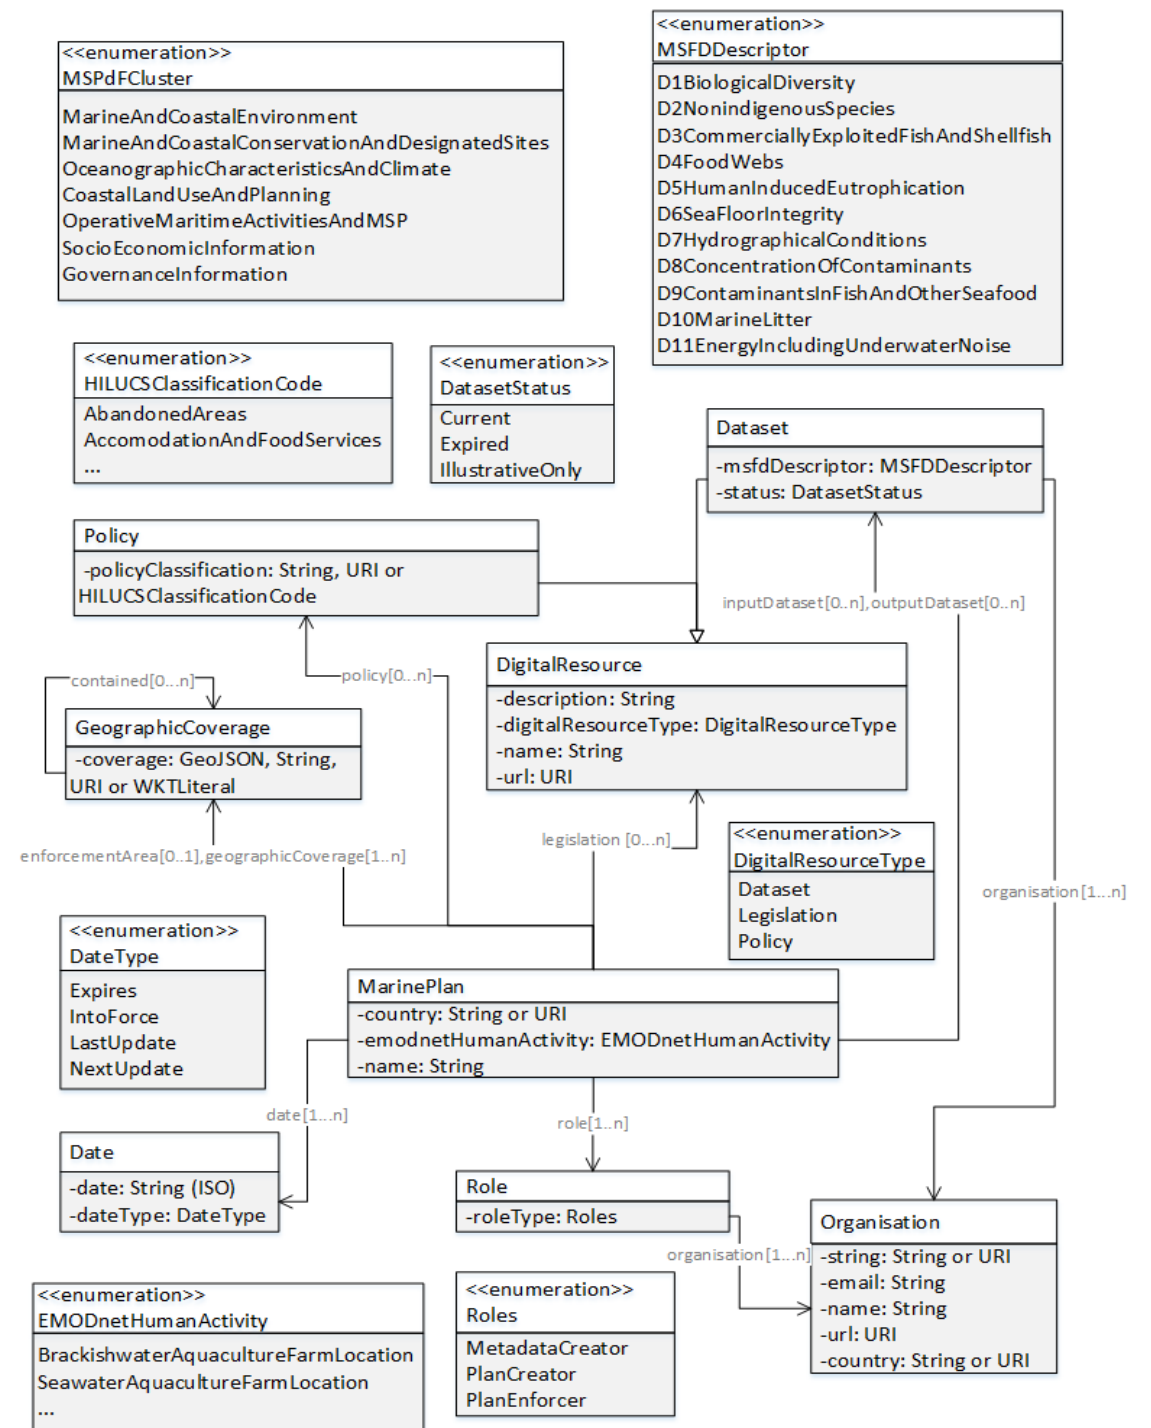 <<enumeration>>
MSPdFCluster
MarineAndCoastalEnvironment
MarineAndCoastalConservationAndDesignatedSites
OceanographicCharacteristicsAndClimate
CoastalLandUseAndPlanning
OperativeMaritimeActivitiesAndMSP
SocioEconomicInformation
GovernanceInformation
<<enumeration>>
MSFDDescriptor
D1BiologicalDiversity
D2NonindigenousSpecies
D3CommerciallyExploitedFishAndShellfish
D4FoodWebs
D5HumanInducedEutrophication
D6SeaFloorIntegrity
D7HydrographicalConditions
D8ConcentrationOfContaminants
D9ContaminantsInFishAndOtherSeafood
D10MarineLitter
D11EnergyIncludingUnderwaterNoise
<<enumeration>>
HILUCSClassificationCode
AbandonedAreas
AccomodationAndFoodServices
...
<<enumeration>>
DatasetStatus
Current
Expired
IllustrativeOnly
Dataset
-msfdDescriptor: MSFDDescriptor
-status: DatasetStatus
Policy
-policyClassification: String, URI or
HILUCSClassificationCode
inputDataset[0..n],outputDataset[0..n]
DigitalResource
-description: String
-digitalResourceType: DigitalResourceType
-name: String
-url: URI
contained[0...n]
policy[0...n]
GeographicCoverage
-coverage: GeoJSON, String,
URI or WKTLiteral
enforcementArea[0..1],geographicCoverage[1..n]
legislation [0...n]
<<enumeration>>
DigitalResourceType
Dataset
Legislation
Policy
organisation[1...n]
<<enumeration>>
DateType
Expires
IntoForce
LastUpdate
NextUpdate
MarinePlan
-country: String or URI
-emodnetHumanActivity: EMODnetHumanActivity
-name: String
date[1...n]
role[1..n]
Date
-date: String (ISO)
-dateType: DateType
Role
-roleType: Roles
organisation[1...n]
Organisation
-string: String or URI
-email: String
-name: String
-url: URI
-country: String or URI
<<enumeration>>
EMODnetHumanActivity
BrackishwaterAquacultureFarmLocation
SeawaterAquacultureFarmLocation
...
<<enumeration>>
Roles
MetadataCreator
PlanCreator
PlanEnforcer